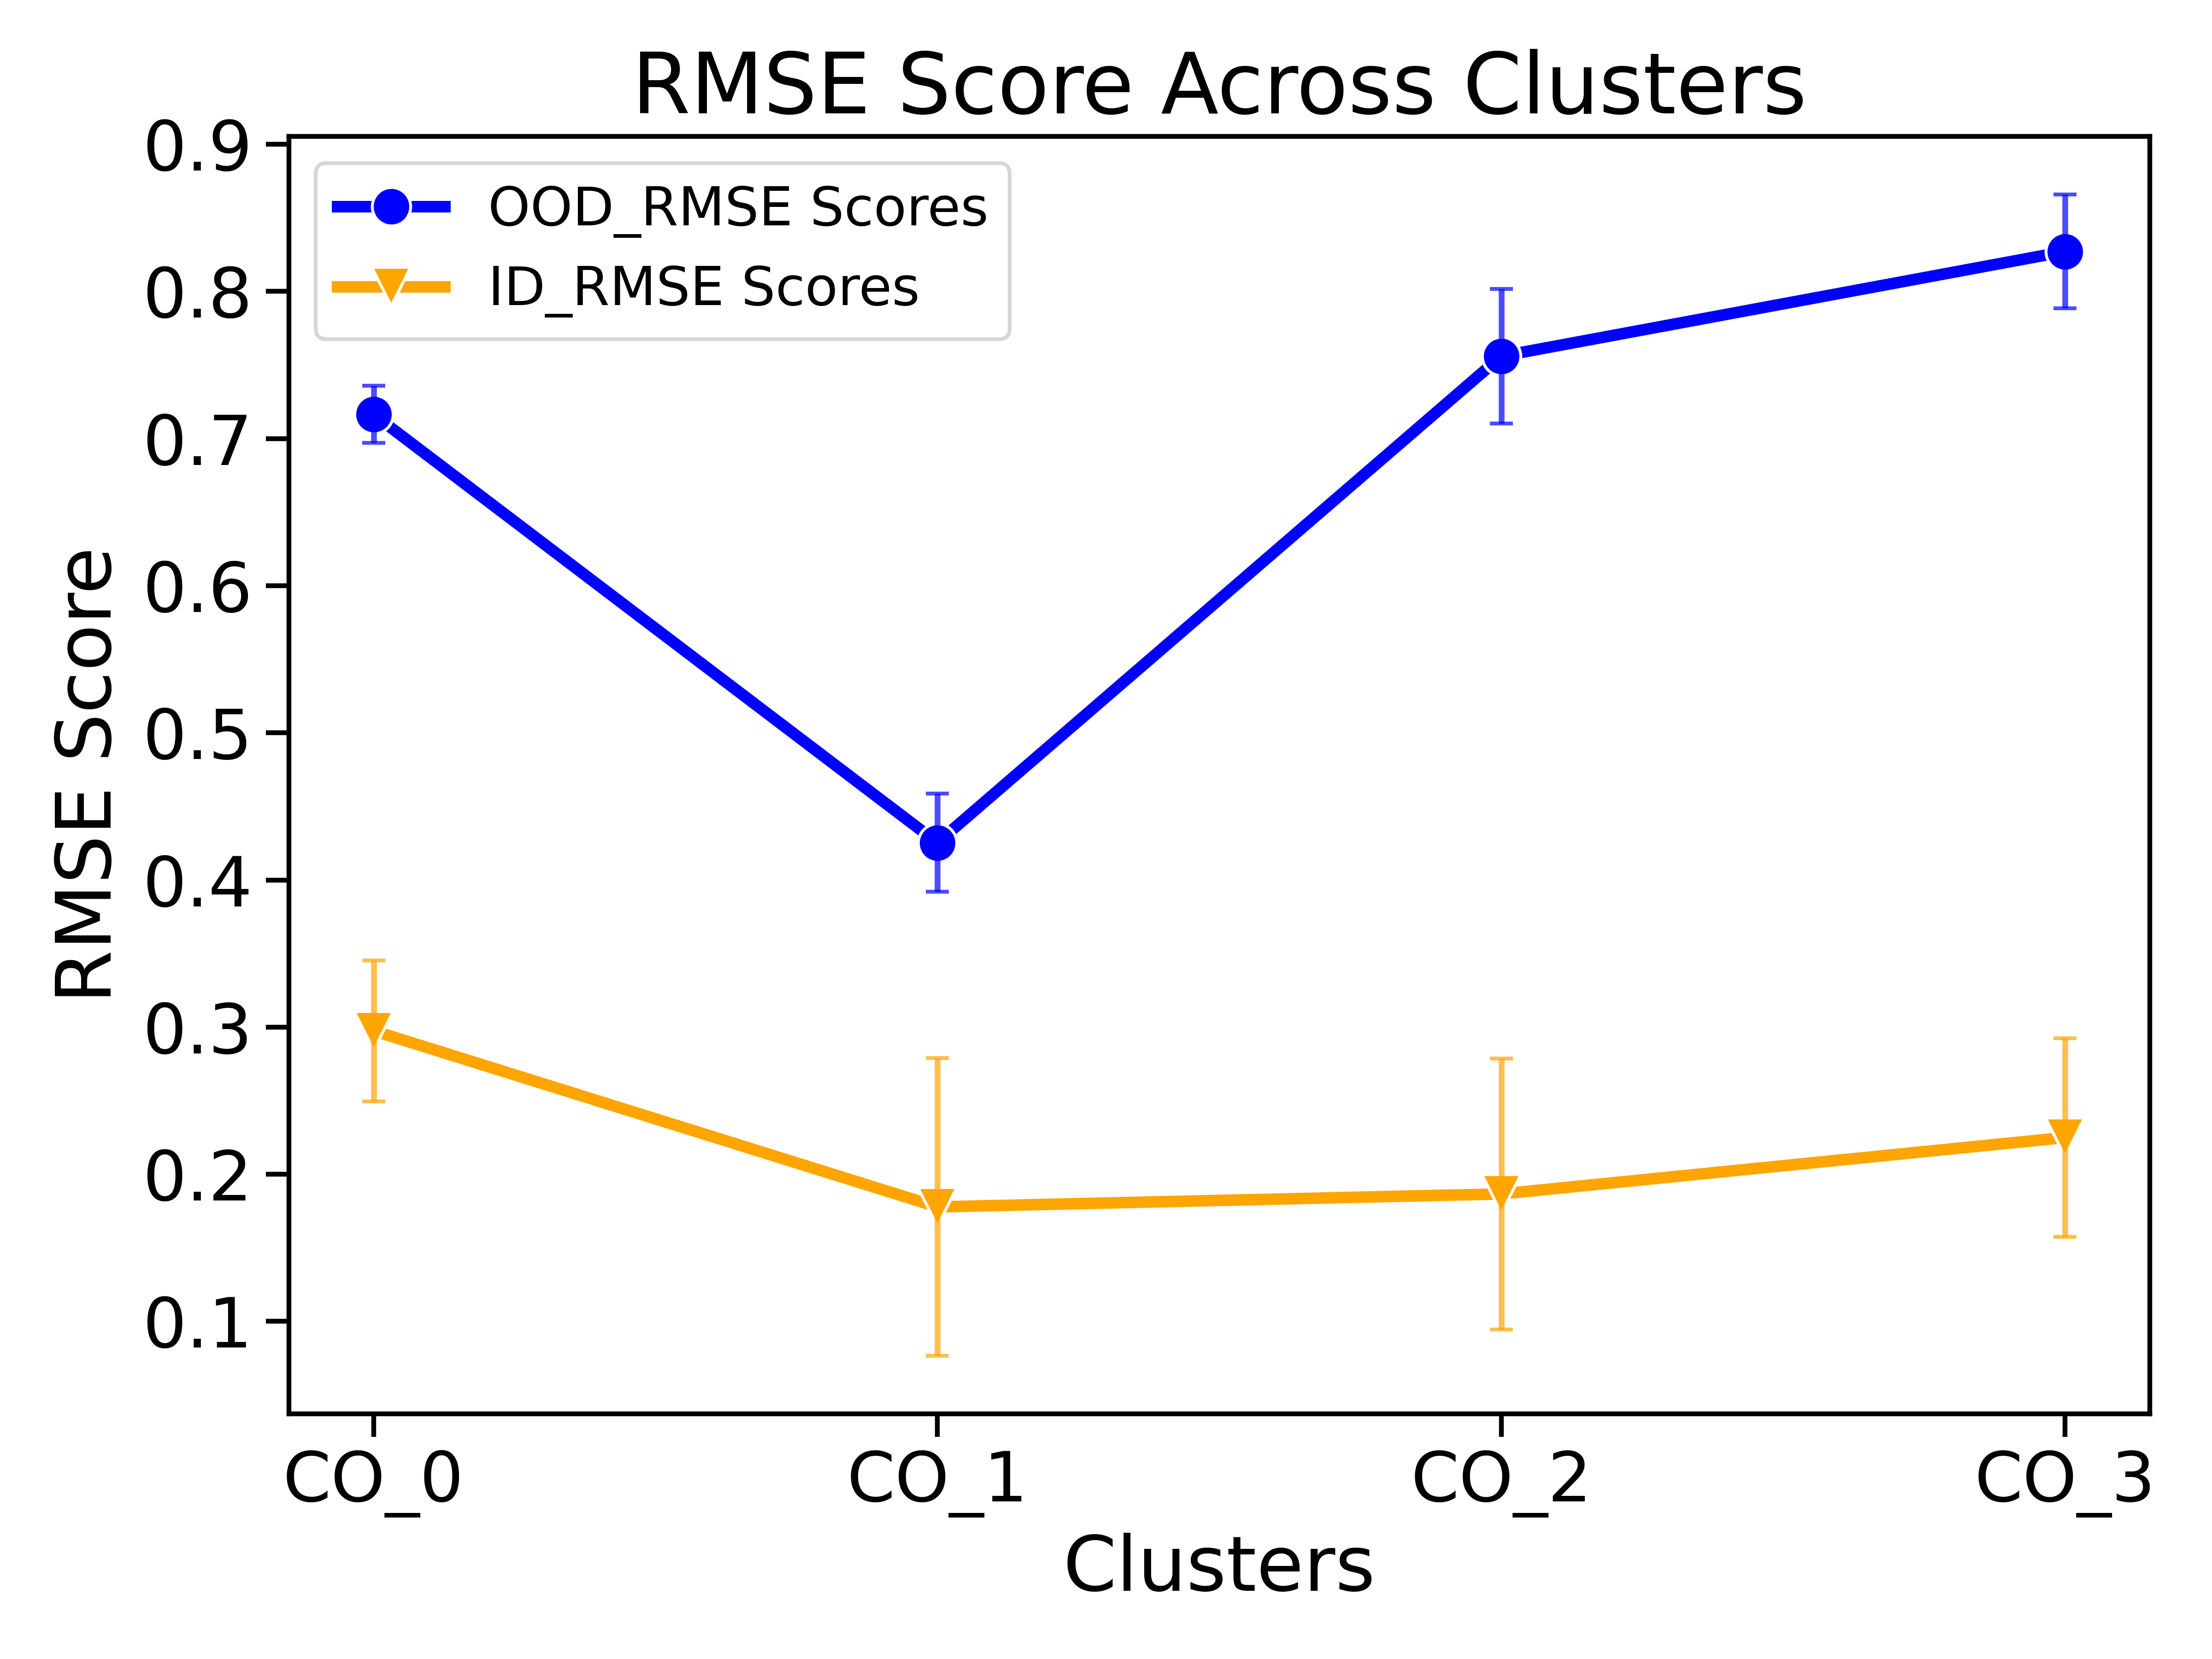 RMSE Score Across Clusters
OOD_RMSE Scores
ID_RMSE Scores
RMSE Score
0.9
0.8
0.7
0.6
0.5
0.4
0.3
0.2
0.1
CO_0 CO_1 CO_2 CO_3
Clusters